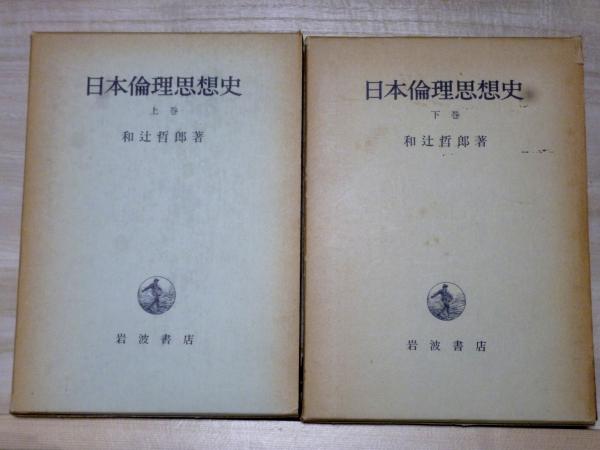 日本倫理思想史
上巻
和辻哲郎著
岩波書店
日本倫理思想史
下巻
和辻哲郎著
岩波書店